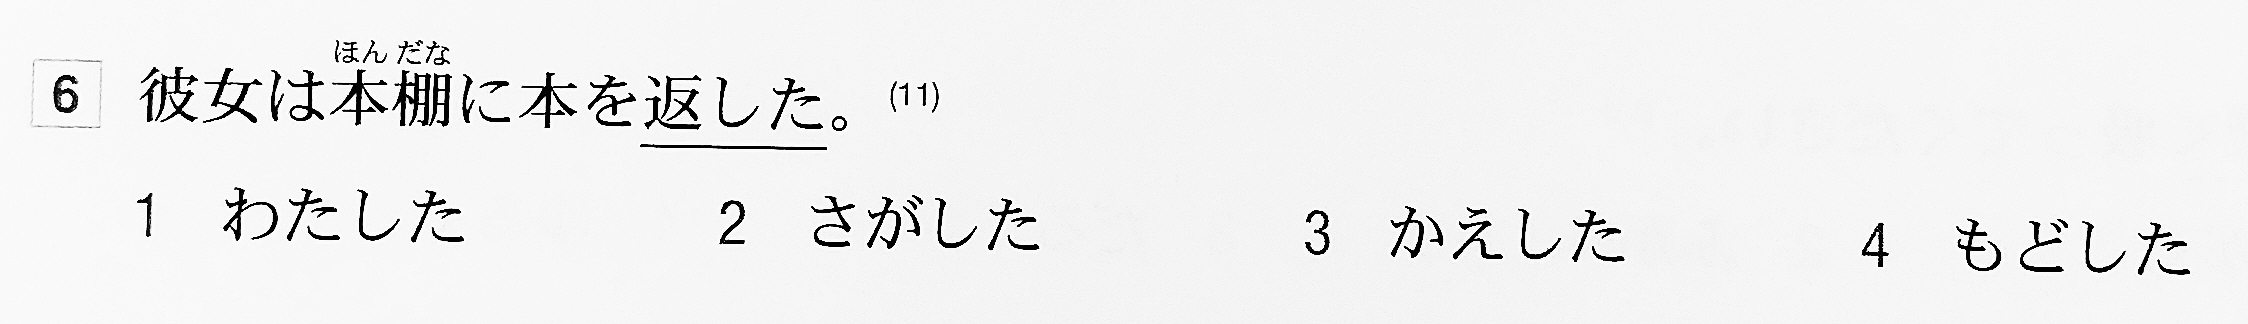 ほんだな
6 彼女は本棚に本を返した。(11)
1 わたした 2 さがした 3 かえした 4 もどした